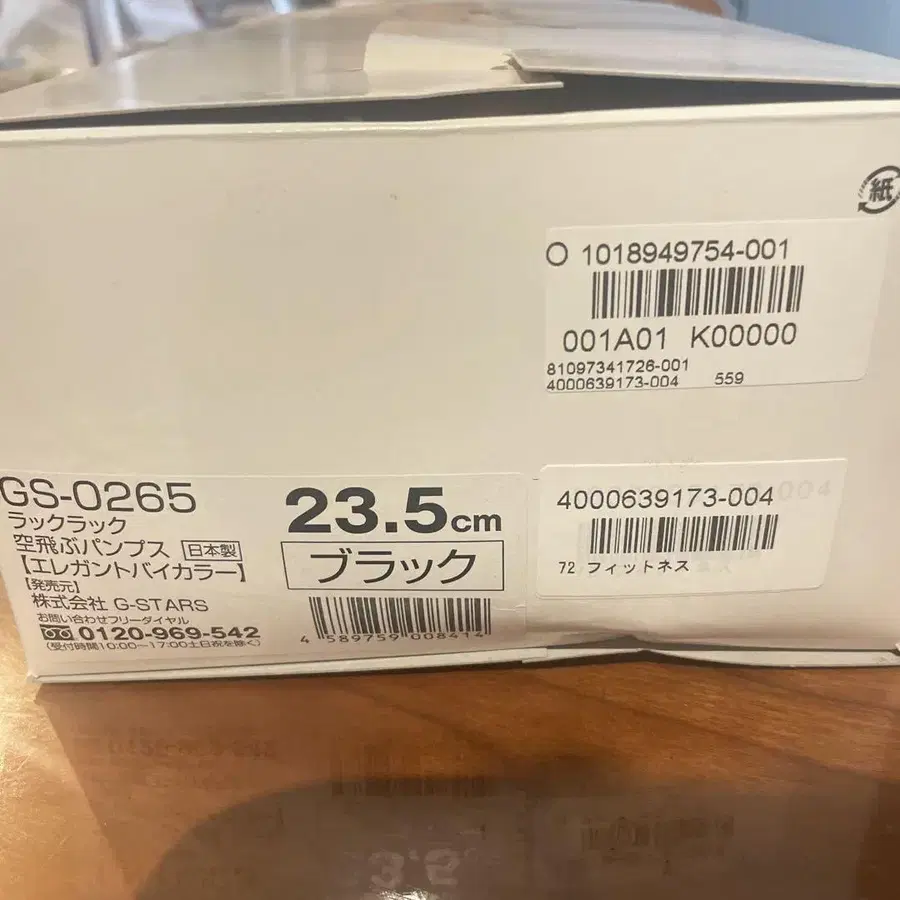 紙
○ 1018949754-001
001A01 K00000
81097341726-001
4000639173-004 559
GS-0265
ラックラック
空飛ぶパンプス 日本製
【エレガントバイカラー】
【発売元】
株式会社 G-STARS
お問い合わせフリーダイヤル
0120-969-542
(受付時間10:00〜17:00土日祝を除く)
23.5cm
ブラック
4 589759 008414
4000639173-004
72 フィットネス